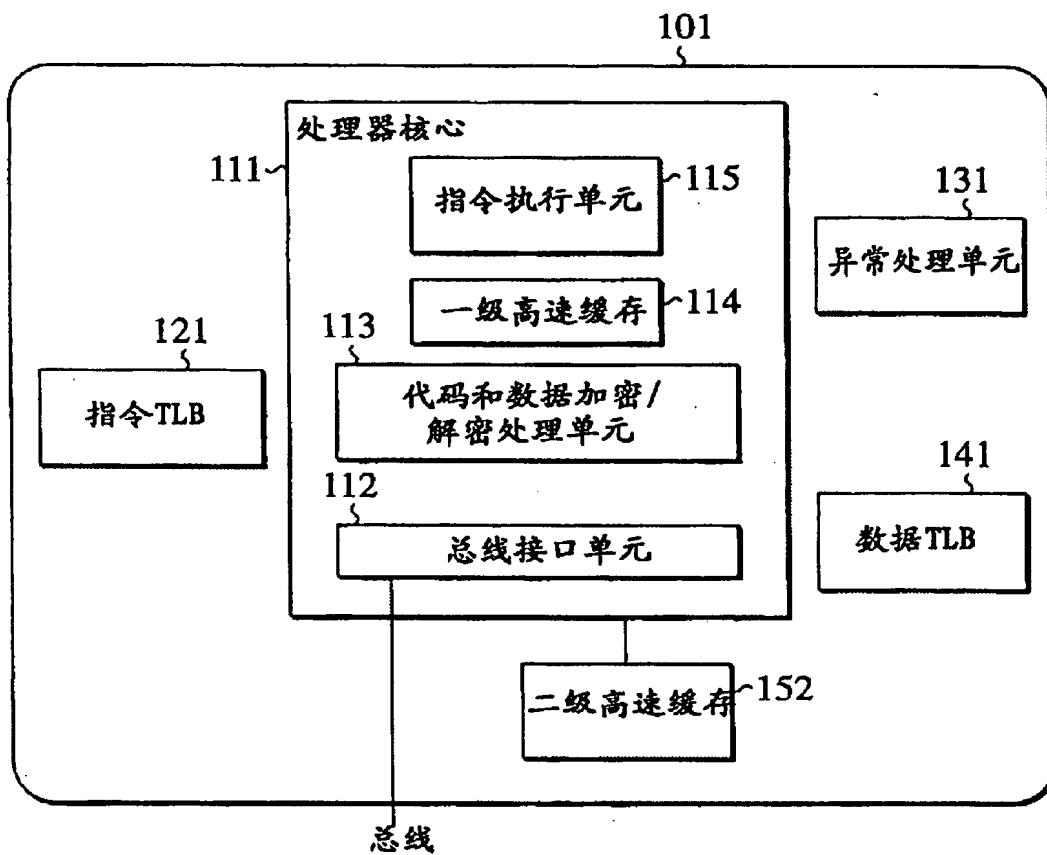 101
处理器核心
111
指令执行单元
115
131
异常处理单元
一级高速缓存
114
113
121
指令TLB
代码和数据加密/
解密处理单元
112
141
总线接口单元
数据TLB
二级高速缓存
152
总线